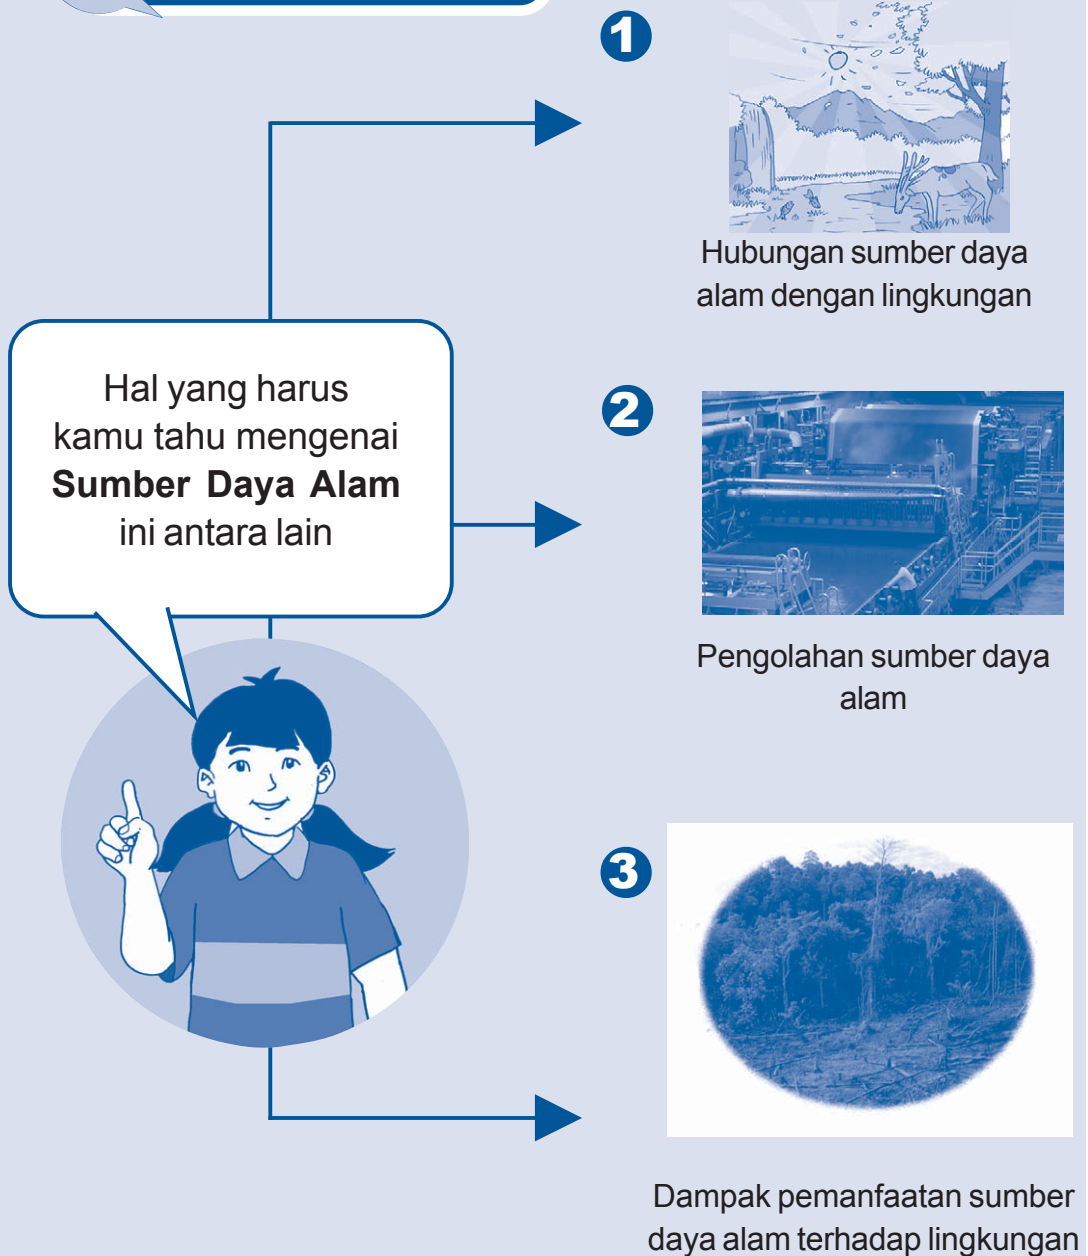 1
Hubungan sumber daya
alam dengan lingkungan
Hal yang harus
kamu tahu mengenai
Sumber Daya Alam
ini antara lain
2
Pengolahan sumber daya
alam
3
Dampak pemanfaatan sumber
daya alam terhadap lingkungan